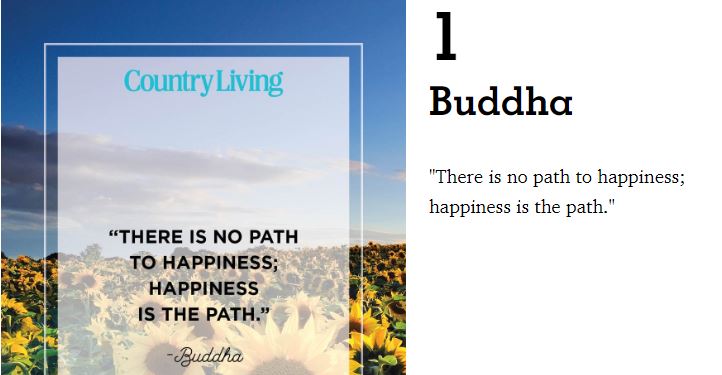 Country Living
“THERE IS NO PATH
TO HAPPINESS;
HAPPINESS
IS THE PATH.”
-Buddha
1
Buddha
"There is no path to happiness;
happiness is the path."